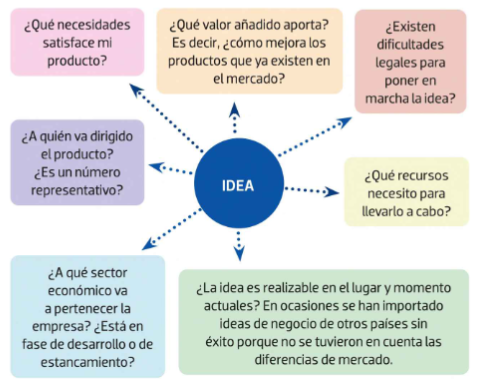 ¿Qué necesidades
satisface mi
producto?
¿Qué valor añadido aporta?
Es decir, ¿cómo mejora los
productos que ya existen en
el mercado?
¿Existen
dificultades
legales para
poner en
marcha la idea?
¿A quién va dirigido
el producto?
¿Es un número
representativo?
IDEA
¿Qué recursos
necesito para
llevarlo a cabo?
¿A qué sector
económico va
a pertenecer la
empresa? ¿Está en
fase de desarrollo o de
estancamiento?
¿La idea es realizable en el lugar y momento
actuales? En ocasiones se han importado
ideas de negocio de otros países sin
éxito porque no se tuvieron en cuenta las
diferencias de mercado.